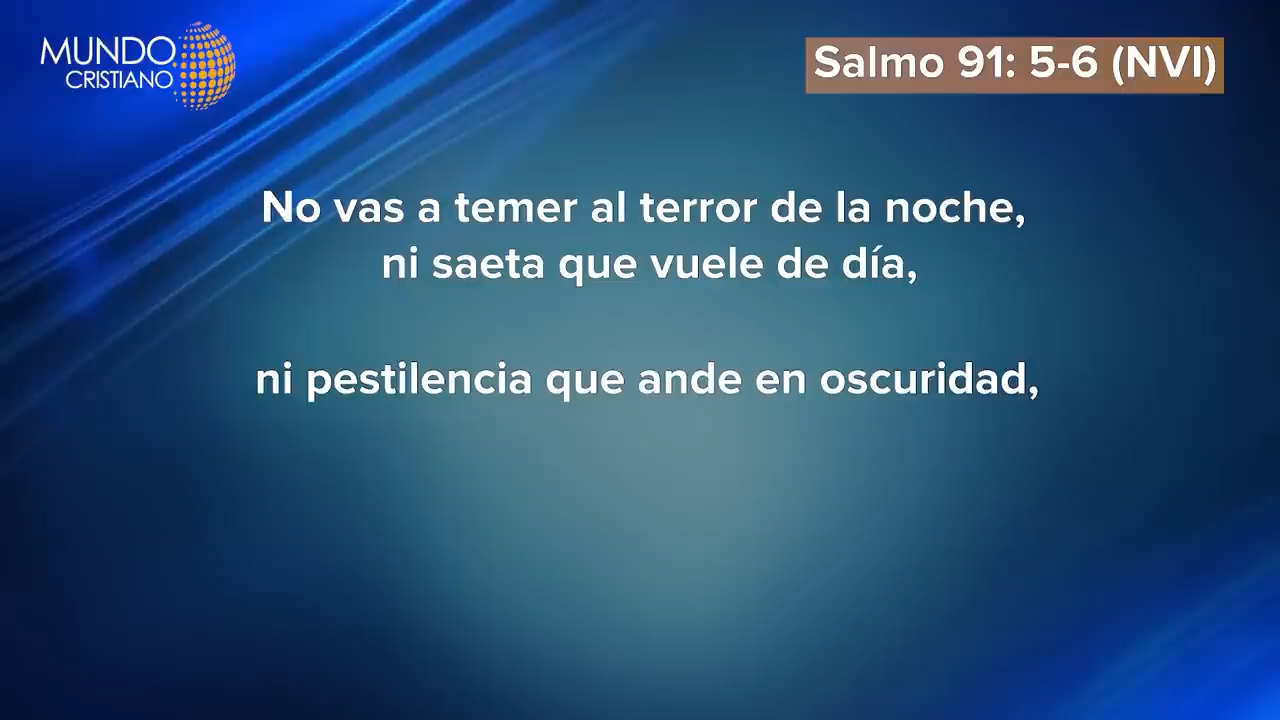 MUNDO
CRISTIANO
Salmo 91: 5-6 (NVI)
No vas a temer al terror de la noche,
ni saeta que vuele de día,
ni pestilencia que ande en oscuridad,